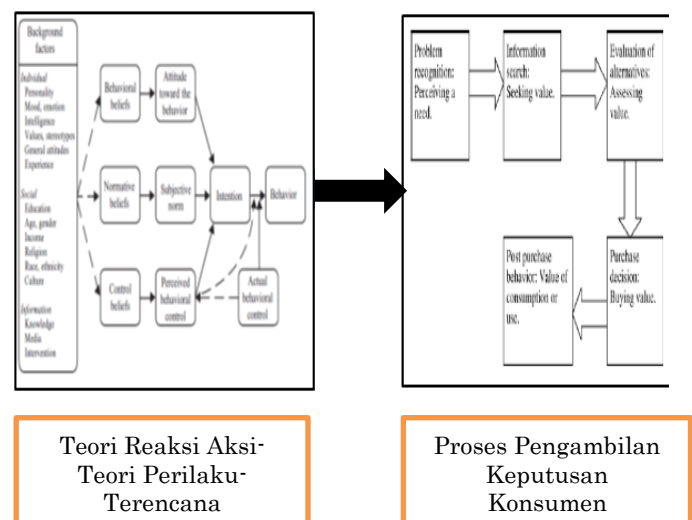 Background
factors
Individual
Personality
Mood, emotion
Intelligence
Values, stereotypes
General attitudes
Experience
Social
Education
Age, gender
Income
Religion
Race, ethnicity
Culture
Information
Knowledge
Media
Intervention
Behavioral
beliefs
Attitude
toward the
behavior
Normative
beliefs
Subjective
norm
Intention
Behavior
Control
beliefs
Perceived
behavioral
control
Actual
behavioral
control
Problem
recognition:
Perceiving a
need.
Information
search:
Seeking value.
Evaluation of
alternatives:
Assessing
value.
Post purchase
behavior: Value of
consumption or
use.
Purchase
decision:
Buying value.
Teori Reaksi Aksi-
Teori Perilaku-
Terencana
Proses Pengambilan
Keputusan
Konsumen